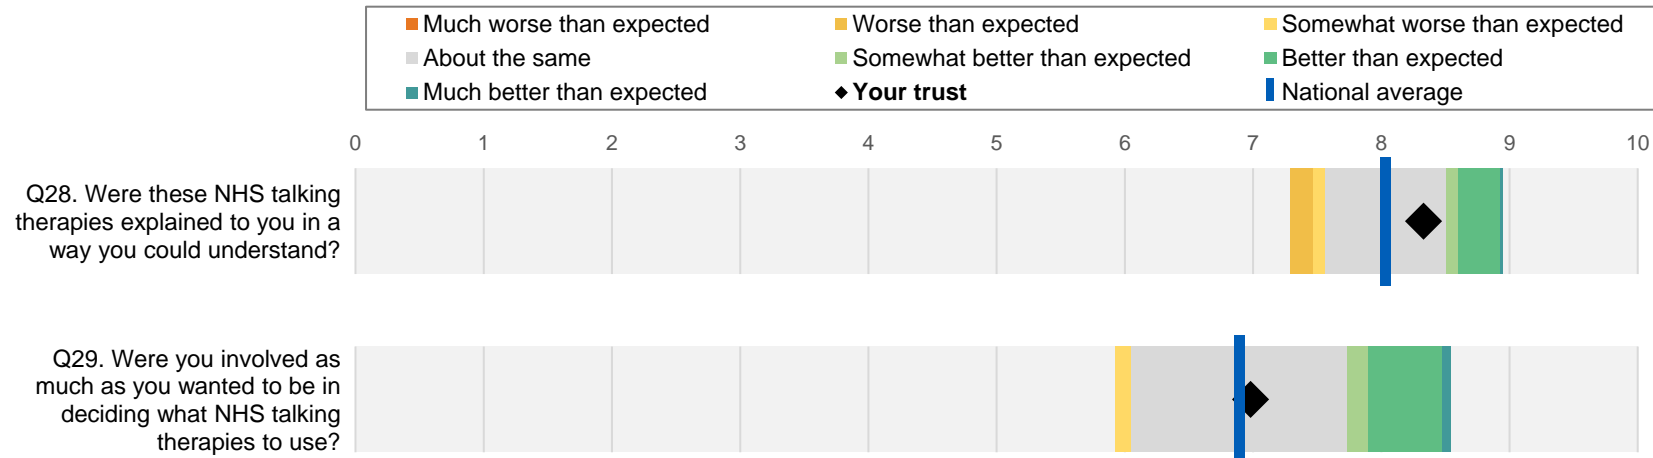 Much worse than expected Worse than expected Somewhat worse than expected
About the same Somewhat better than expected Better than expected
Much better than expected Your trust National average
0 1 2 3 4 5 6 7 8 9 10
Q28. Were these NHS talking
therapies explained to you in a
way you could understand?
Q29. Were you involved as
much as you wanted to be in
deciding what NHS talking
therapies to use?